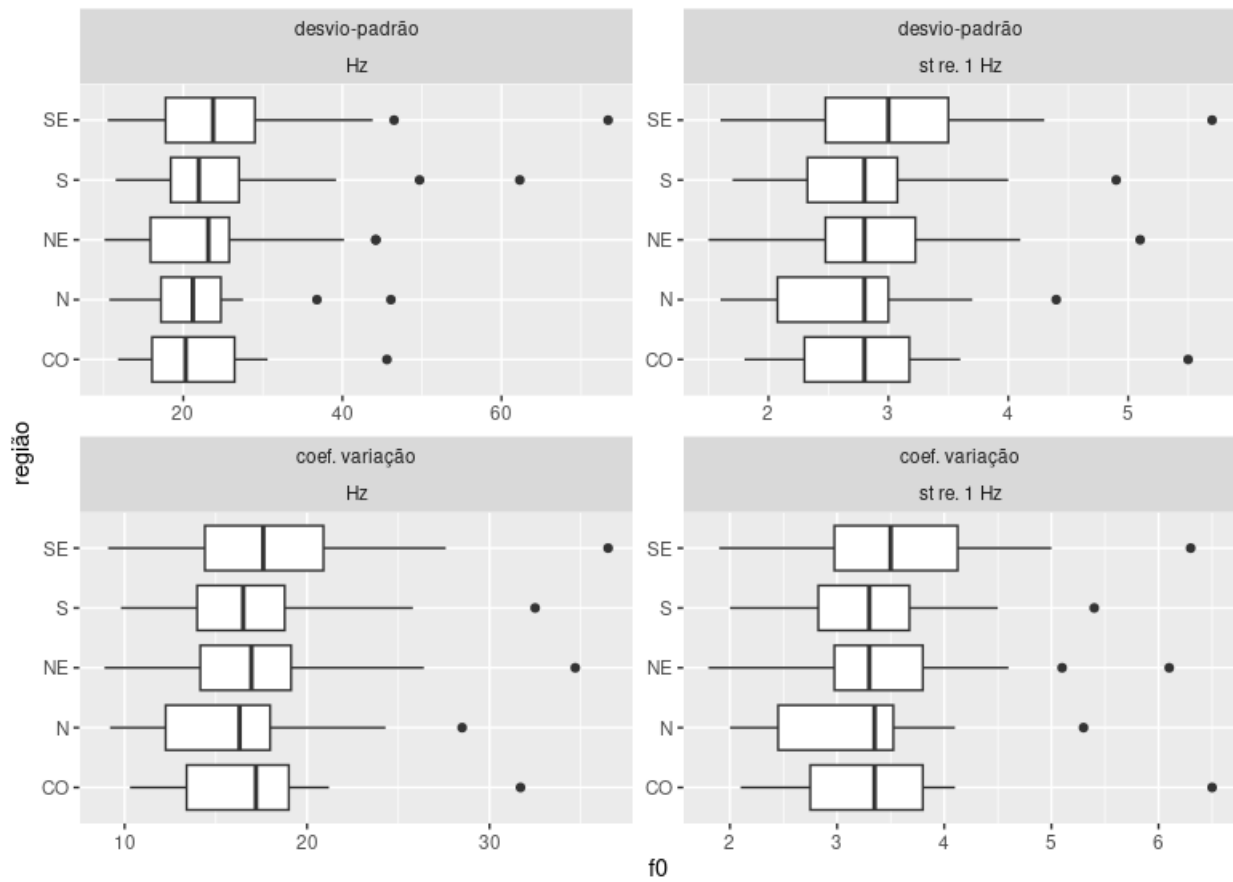 desvio-padrão
Hz
SE
S
NE
N
CO
20 40 60
desvio-padrão
st re. 1 Hz
SE
S
NE
N
CO
2 3 4 5
região
coef. variação
Hz
SE
S
NE
N
CO
10 20 30
coef. variação
st re. 1 Hz
SE
S
NE
N
CO
2 3 4 5 6
f0